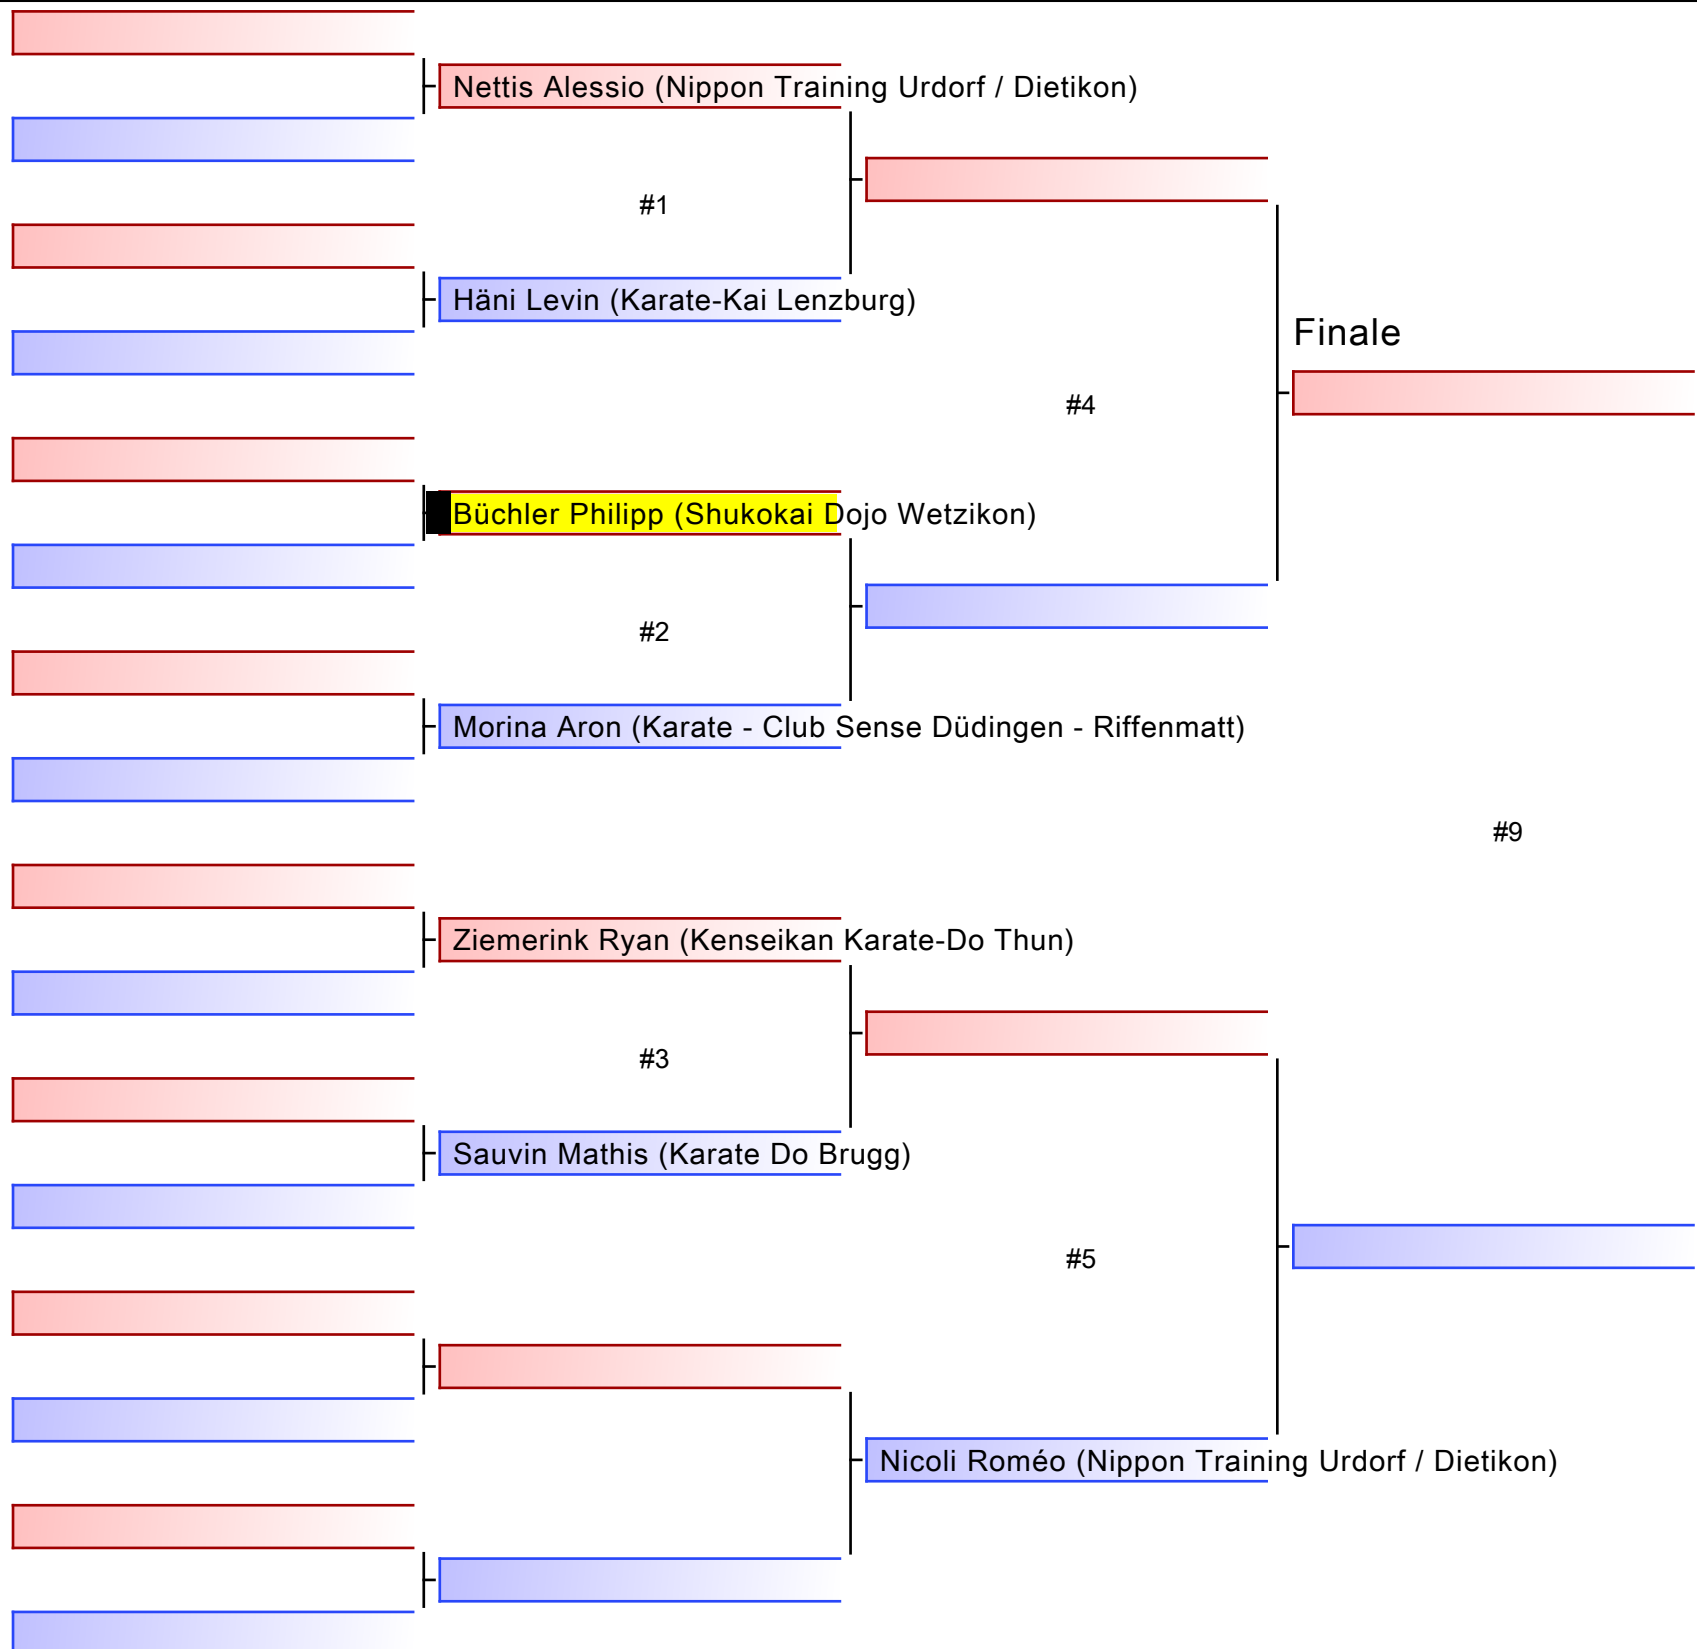 Nettis Alessio (Nippon Training Urdorf / Dietikon)
#1
Häni Levin (Karate-Kai Lenzburg)
Finale
#4
Büchler Philipp (Shukokai Dojo Wetzikon)
#2
Morina Aron (Karate - Club Sense Düdingen - Riffenmatt)
#9
Ziemerink Ryan (Kenseikan Karate-Do Thun)
#3
Sauvin Mathis (Karate Do Brugg)
#5
Nicoli Roméo (Nippon Training Urdorf / Dietikon)